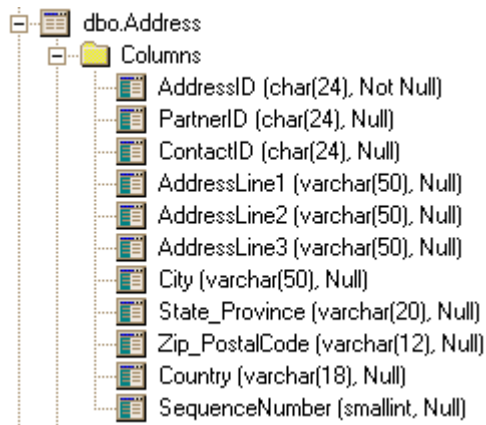 dbo.Address
Columns
AddressID (char(24), Not Null)
PartnerID (char(24), Null)
ContactID (char(24), Null)
AddressLine1 (varchar(50), Null)
AddressLine2 (varchar(50), Null)
AddressLine3 (varchar(50), Null)
City (varchar(50), Null)
State_Province (varchar(20), Null)
Zip_PostalCode (varchar(12), Null)
Country (varchar(18), Null)
SequenceNumber (smallint, Null)